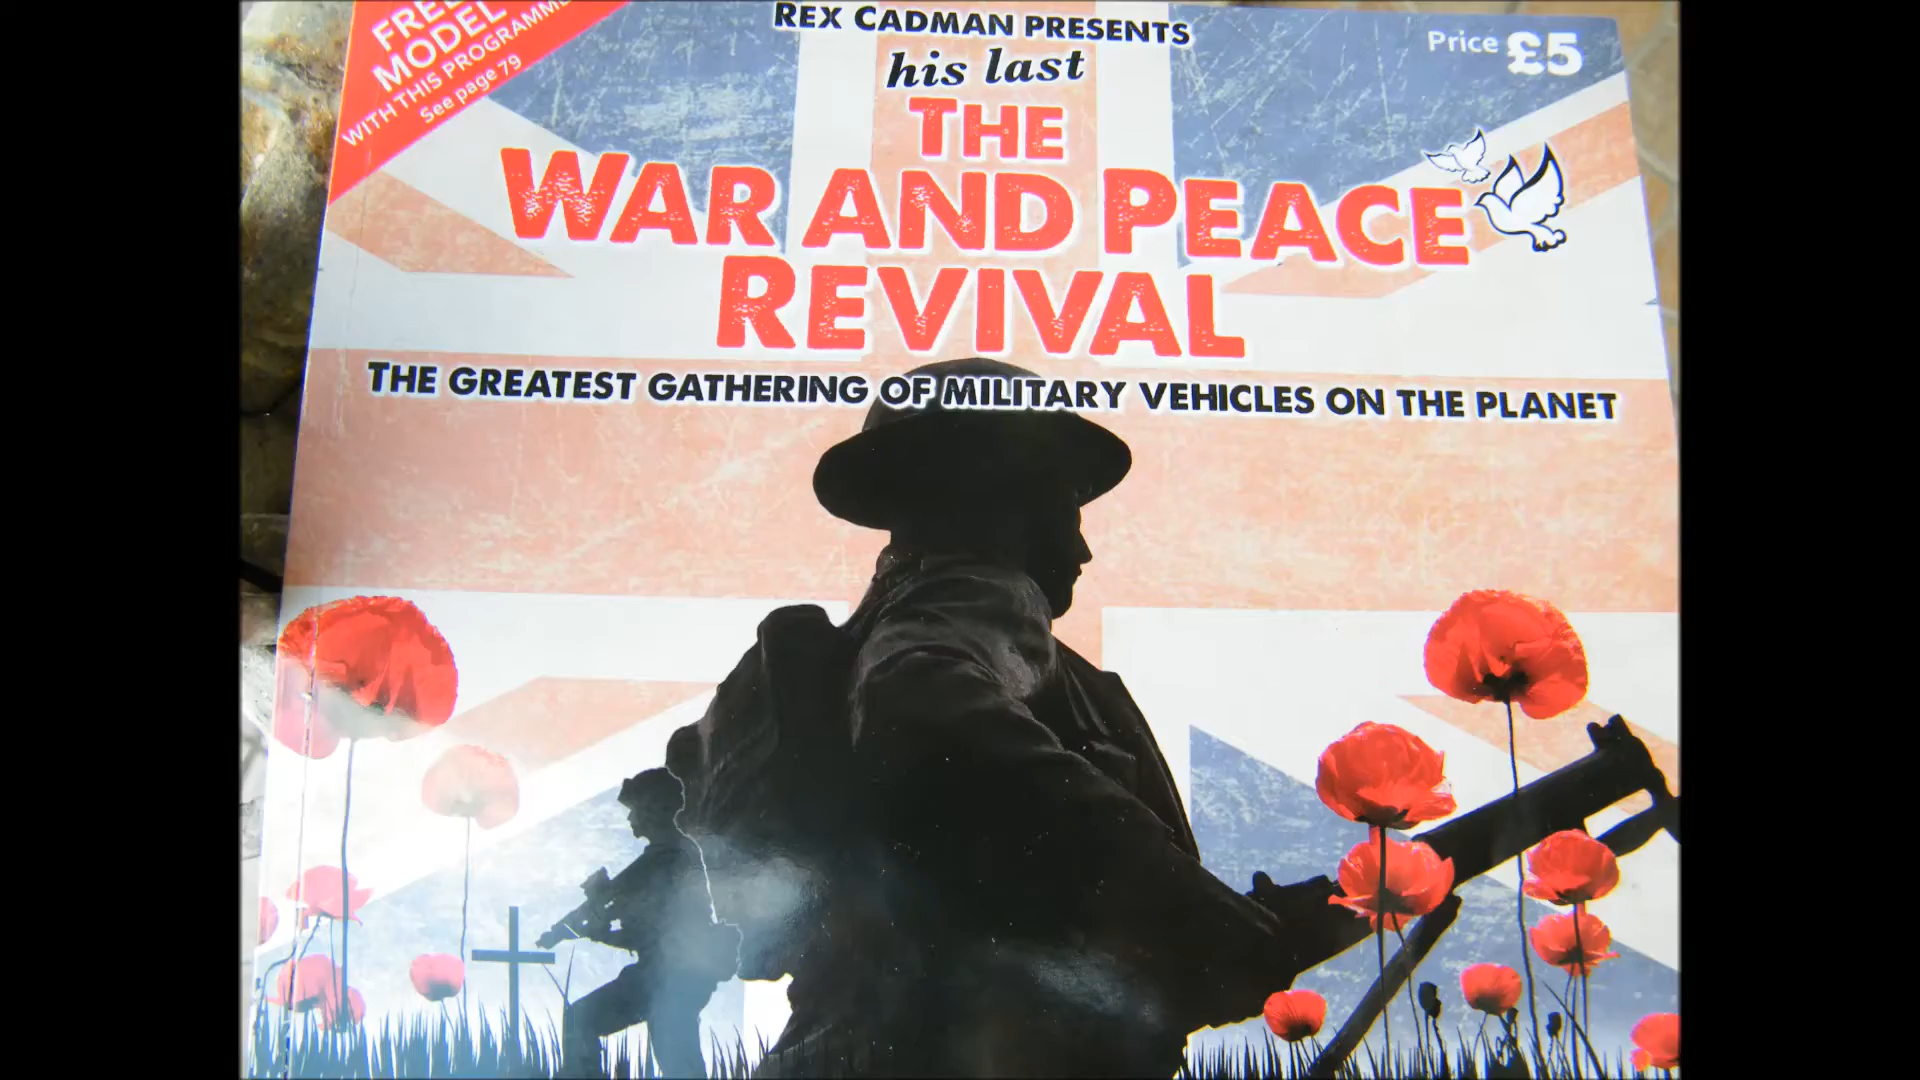 FREE
MODEL
WITH THIS PROGRAMME
See page 79
REX CADMAN PRESENTS
his last
THE
WAR AND PEACE
REVIVAL
THE GREATEST GATHERING OF MILITARY VEHICLES ON THE PLANET
Price £5